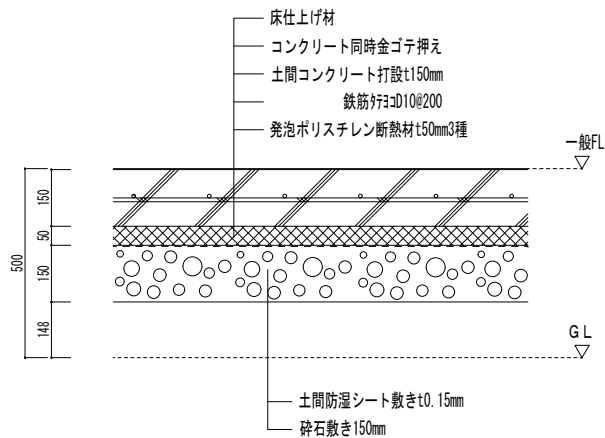 床仕上げ材
コンクリート同時金ゴテ押え
土間コンクリート打設t150mm
鉄筋ﾀﾃﾖｺD10@200
発泡ポリスチレン断熱材t50mm3種
一般FL
150
50
500
150
148
GL
土間防湿シート敷きt0.15mm
砕石敷き150mm